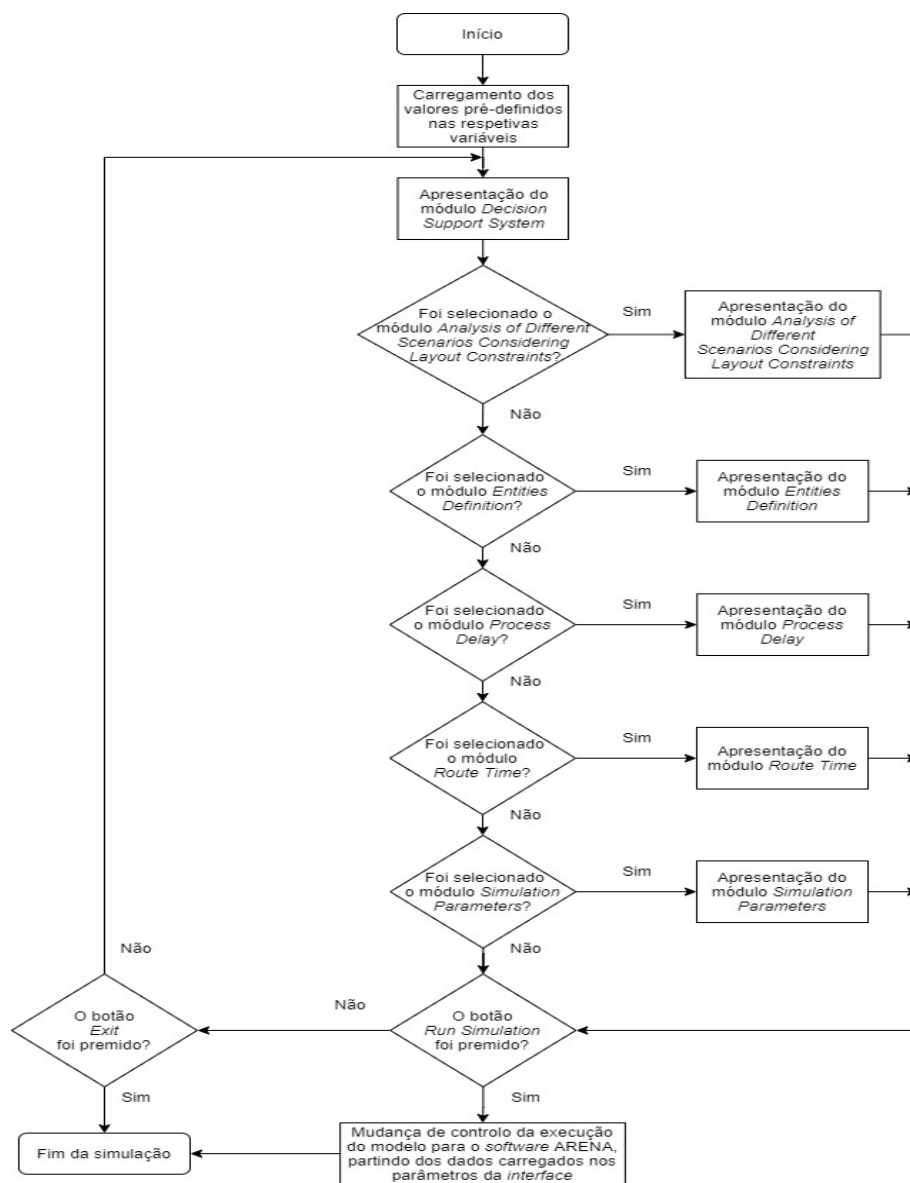 Início
Carregamento dos
valores pré-definidos
nas respetivas
variáveis
Apresentação do
módulo Decision
Support System
Foi selecionado o
módulo Analysis of Different
Scenarios Considering
Layout Constraints?
Sim
Apresentação do
módulo Analysis of
Different
Scenarios Considering
Layout Constraints
Não
Foi selecionado
o módulo Entities
Definition?
Sim
Apresentação do
módulo Entities
Definition
Não
Foi selecionado
o módulo Process
Delay?
Sim
Apresentação do
módulo Process
Delay
Não
Foi selecionado
o módulo
Route Time?
Sim
Apresentação do
módulo Route Time
Não
Foi selecionado
o módulo Simulation
Parameters?
Sim
Apresentação do
módulo Simulation
Parameters
Não
O botão
Run Simulation
foi premido?
Não
O botão
Exit
foi premido?
Não
Sim
Sim
Mudança de controlo da execução
do modelo para o software ARENA,
partindo dos dados carregados nos
parâmetros da interface
Fim da simulação